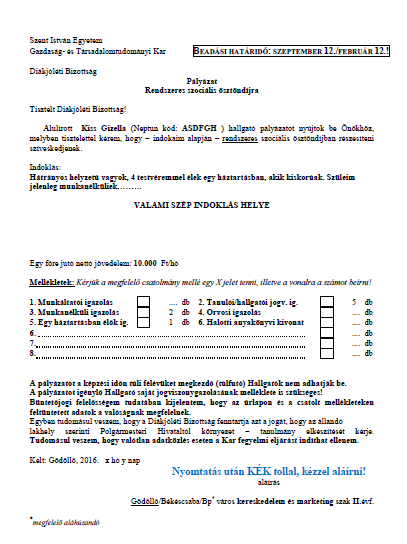 Szent István Egyetem
Gazdaság- és Társadalomtudományi Kar
BEADÁSI HATÁRIDŐ: SZEPTEMBER 12./FEBRUÁR 12.!
Diákjóléti Bizottság
Pályázat
Rendszeres szociális ösztöndíjra
Tisztelt Diákjóléti Bizottság!
Alulírott Kiss Gizella (Neptun kód: ASDFGH ) hallgató pályázatot nyújtok be Önökhöz,
melyben tisztelettel kérem, hogy – indokaim alapján – rendszeres szociális ösztöndíjban részesíteni
szíveskedjenek.
Indoklás:
Hátrányos helyzetű vagyok, 4 testvéremmel élek egy háztartásban, akik kiskorúak. Szüleim
jelenleg munkanélküliek………
VALAMI SZÉP INDOKLÁS HELYE
Egy főre jutó nettó jövedelem: 10.000 Ft/hó
Mellékletek: Kérjük a megfelelő csatolmány mellé egy X jelet tenni, illetve a vonalra a számot beírni!
1. Munkáltatói igazolás .... db 2. Tanulói/hallgatói jogv. ig. 5 db
3. Munkanélküli igazolás 2 db 4. Orvosi igazolás .... db
5. Egy háztartásban élők ig. 1 db 6. Halotti anyakönyvi kivonat .... db
6. .... db
7. .... db
8. .... db
A pályázatot a képzési időn túli félévüket megkezdő (túlfutó) Hallgatók nem adhatják be.
A pályázatot igénylő Hallgató saját jogviszonyigazolásának melléklete is szükséges!
Büntetőjogi felelősségem tudatában kijelentem, hogy az űrlapon és a csatolt mellékleteken
feltüntetett adatok a valóságnak megfelelnek.
Egyben tudomásul veszem, hogy a Diákjóléti Bizottság fenntartja azt a jogát, hogy az állandó
lakhely szerinti Polgármesteri Hivataltól környezet – tanulmány elkészítését kérje.
Tudomásul veszem, hogy valótlan adatközlés esetén a Kar fegyelmi eljárást indíthat ellenem.
Kelt: Gödöllő, 2016. x hó y nap
Nyomtatás után KÉK tollal, kézzel aláírni!
aláírás
Gödöllő/Békéscsaba/Bp* város kereskedelem és marketing szak II.évf.
* megfelelő aláhúzandó